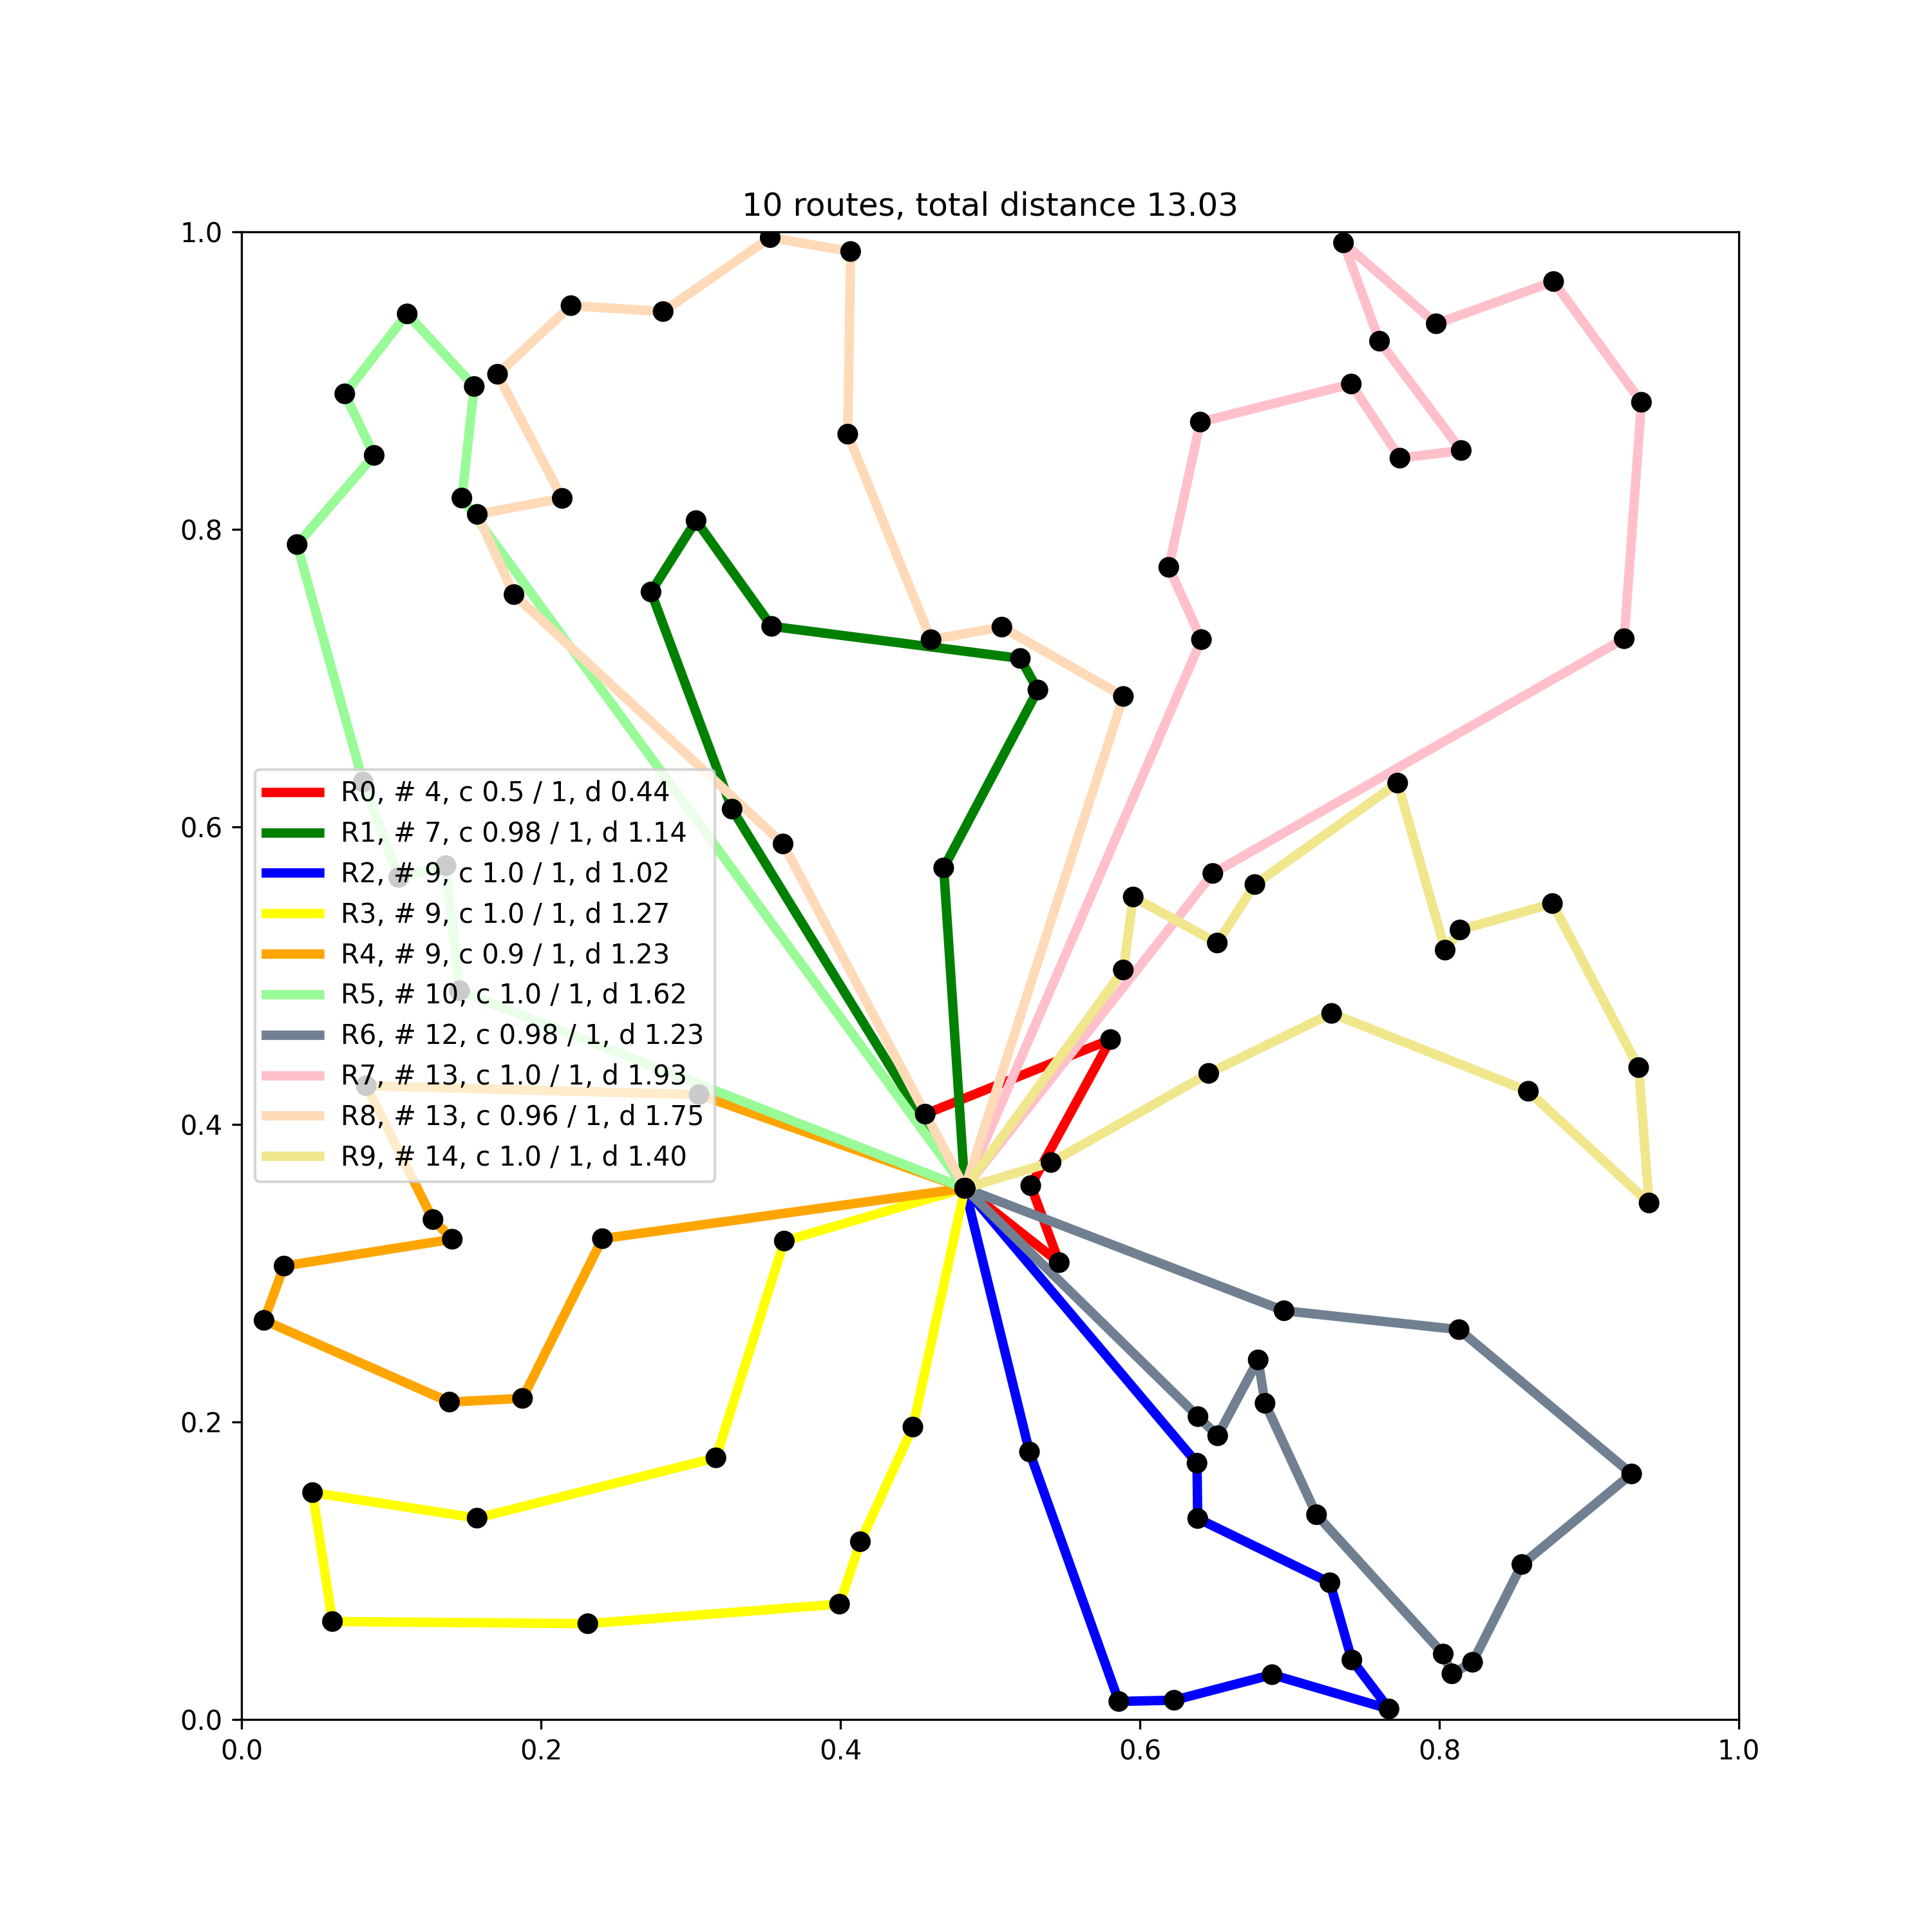 10 routes, total distance 13.03
1.0
0.8
0.6
0.4
0.2
0.0
R0, # 4, c 0.5 / 1, d 0.44
R1, # 7, c 0.98 / 1, d 1.14
R2, # 9, c 1.0 / 1, d 1.02
R3, # 9, c 1.0 / 1, d 1.27
R4, # 9, c 0.9 / 1, d 1.23
R5, # 10, c 1.0 / 1, d 1.62
R6, # 12, c 0.98 / 1, d 1.23
R7, # 13, c 1.0 / 1, d 1.93
R8, # 13, c 0.96 / 1, d 1.75
R9, # 14, c 1.0 / 1, d 1.40
0.0 0.2 0.4 0.6 0.8 1.0